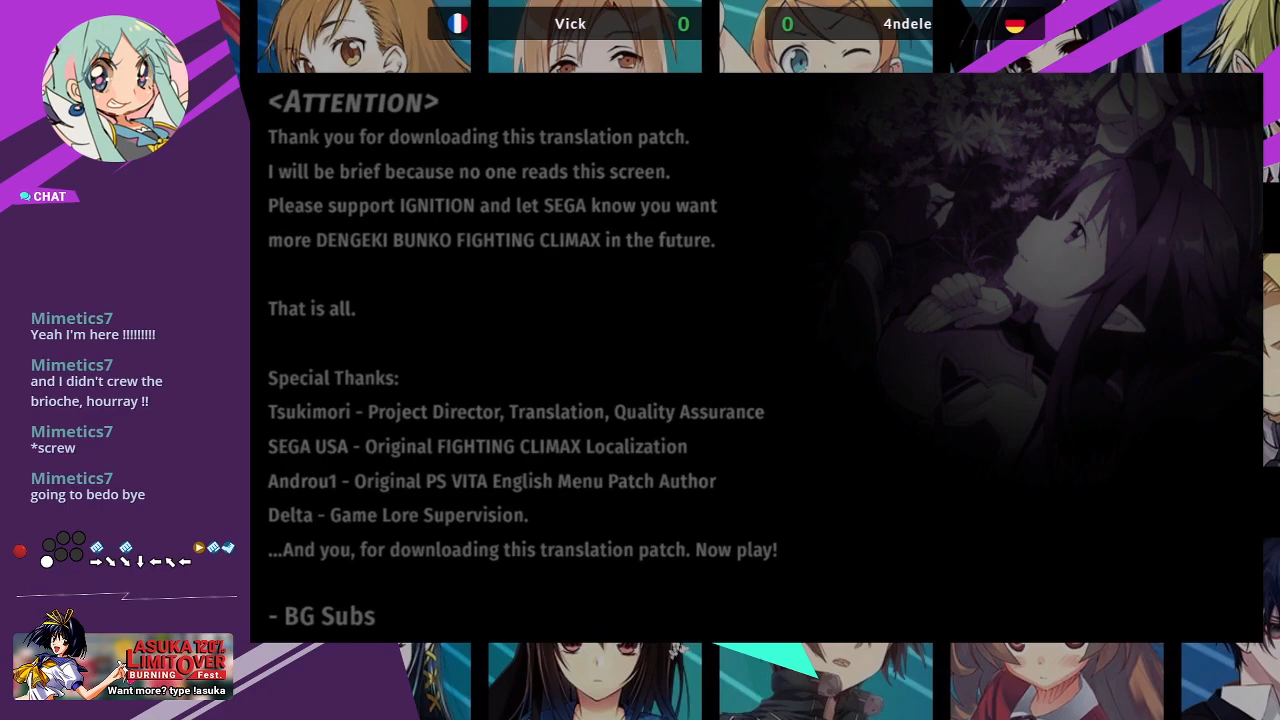 Vick
0
0
4ndele
<ATTENTION>
Thank you for downloading this translation patch.
I will be brief because no one reads this screen.
Please support IGNITION and let SEGA know you want
more DENGEKI BUNKO FIGHTING CLIMAX in the future.
That is all.
Special Thanks:
Tsukimori - Project Director, Translation, Quality Assurance
SEGA USA - Original FIGHTING CLIMAX Localization
Androu1 - Original PS VITA English Menu Patch Author
Delta - Game Lore Supervision.
...And you, for downloading this translation patch. Now play!
- BG Subs
CHAT
Mimetics7
Yeah I'm here !!!!!!!!!
Mimetics7
and I didn't crew the
brioche, hourray !!
Mimetics7
*screw
Mimetics7
going to bedo bye
ASUKA 120%
LIMIT OVER
BURNING Fest.
Want more? type !asuka